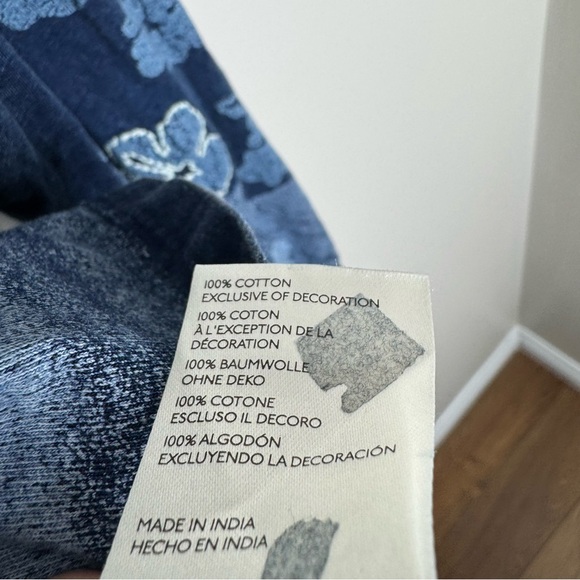 100% COTTON
EXCLUSIVE OF DECORATION
100% COTON
À L'EXCEPTION DE LA
DÉCORATION
100% BAUMWOLLE
OHNE DEKO
100% COTONE
ESCLUSO IL DECORO
100% ALGODÓN
EXCLUYENDO LA DECORACIÓN
MADE IN INDIA
HECHO EN INDIA